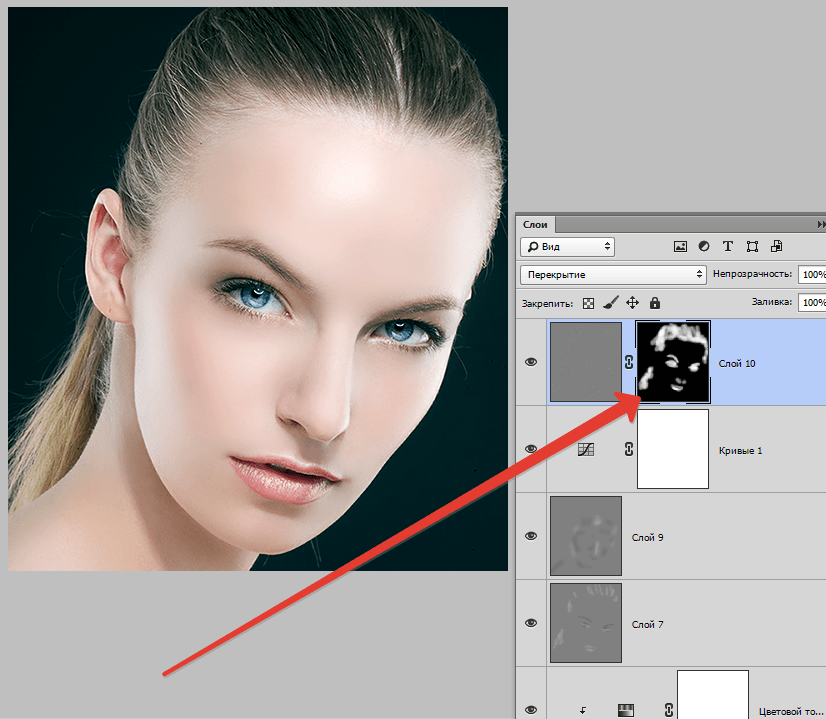 Слои
Вид
Перекрытие
Непрозрачность: 100%
Закрепить:
Заливка: 100%
Слой 10
Кривые 1
Слой 9
Слой 7
Цветовой то...